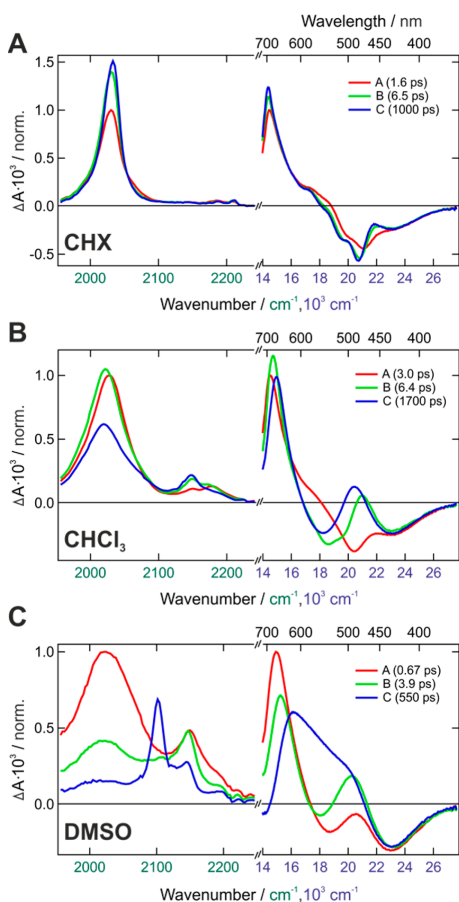 Wavelength / nm
700 600 500 450 400
A
1.5
1.0
0.5
0.0
-0.5
ΔA·10³ / norm.
A (1.6 ps)
B (6.5 ps)
C (1000 ps)
CHX
2000 2100 2200 14 16 18 20 22 24 26
Wavenumber / cm⁻¹,10³ cm⁻¹
B
700 600 500 450 400
1.0
0.5
0.0
ΔA·10³ / norm.
A (3.0 ps)
B (6.4 ps)
C (1700 ps)
CHCl₃
2000 2100 2200 14 16 18 20 22 24 26
Wavenumber / cm⁻¹,10³ cm⁻¹
C
700 600 500 450 400
1.0
0.5
0.0
ΔA·10³ / norm.
A (0.67 ps)
B (3.9 ps)
C (550 ps)
DMSO
2000 2100 2200 14 16 18 20 22 24 26
Wavenumber / cm⁻¹,10³ cm⁻¹